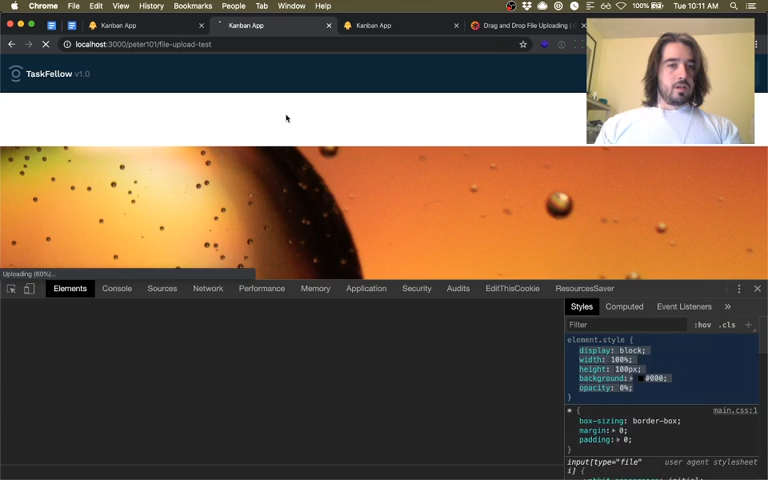 Chrome File Edit View History Bookmarks People Tab Window Help 100% Tue 10:11 AM
Kanban App Kanban App Kanban App Drag and Drop File Uploading |
localhost:3000/peter101/file-upload-test
TaskFellow v1.0
Uploading (60%)...
Elements Console Sources Network Performance Memory Application Security Audits EditThisCookie ResourcesSaver
Styles Computed Event Listeners »
Filter :hov .cls +
element.style {
display: block;
width: 100%;
height: 100px;
background: #000;
opacity: 0%;
}
* { main.css:1
box-sizing: border-box;
margin: 0;
padding: 0;
}
input[type="file" user agent stylesheet
i] {